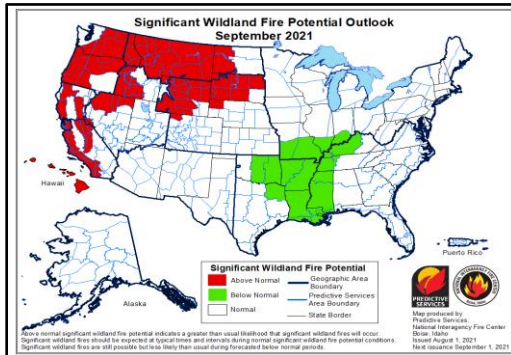 Significant Wildland Fire Potential Outlook
September 2021
Hawaii
Alaska
Puerto Rico
Significant Wildland Fire Potential
Above Normal
Below Normal
Normal
Geographic Area
Boundary
Predictive Services
Area Boundary
State Border
PREDICTIVE
SERVICES
Above normal significant wildland fire potential indicates a greater than usual likelihood that significant wildland fires will occur.
Significant wildland fires should be expected at typical times and intervals during normal significant wildland fire potential conditions.
Significant wildland fires are still possible but less likely than usual during forecasted below normal periods.
Map produced by
Predictive Services,
National Interagency Fire Center
Boise, Idaho
Issued August 1, 2021
Next issuance September 1, 2021